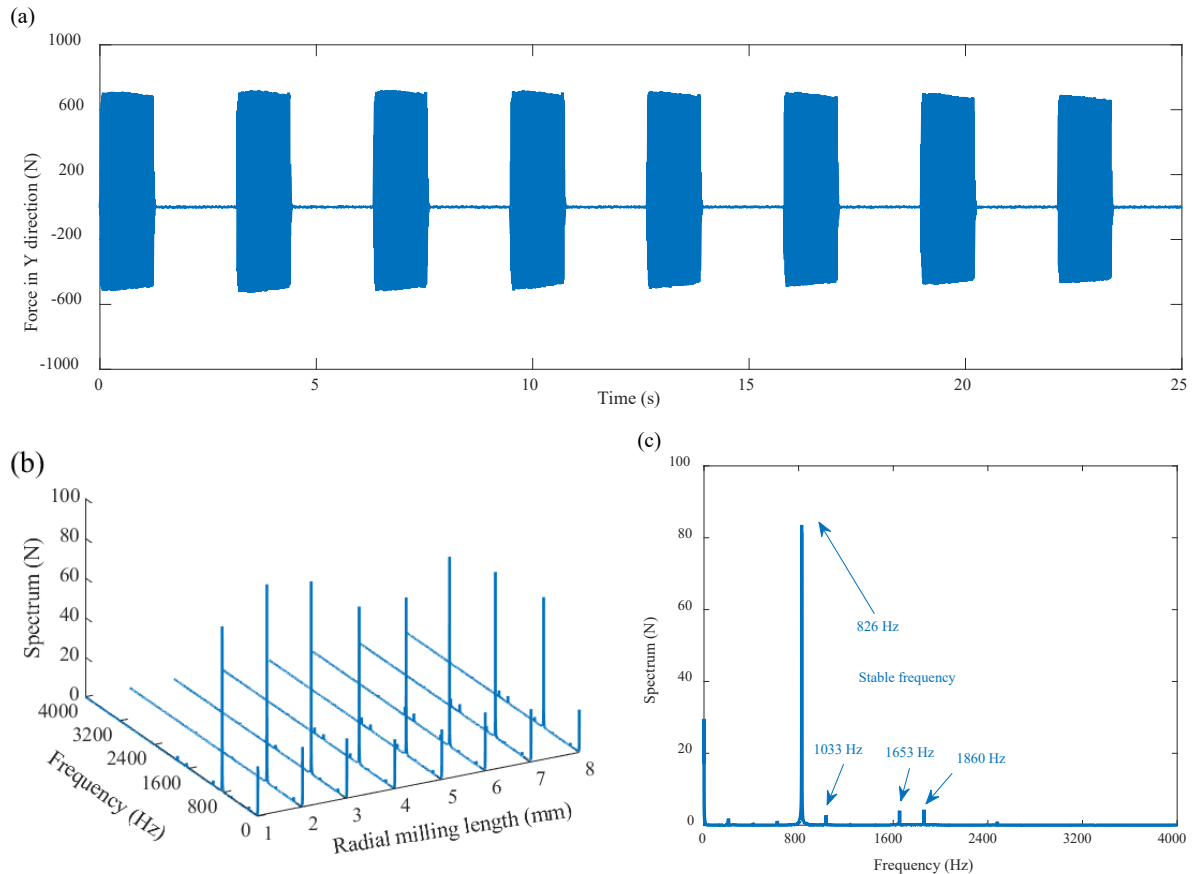 (a)
1000
600
200
-200
-600
-1000
Force in Y direction (N)
0
5
10
15
20
25
Time (s)
(b)
100
80
60
40
20
0
Spectrum (N)
4000
3200
2400
1600
800
0
Frequency (Hz)
1
2
3
4
5
6
7
8
Radial milling length (mm)
(c)
100
80
60
40
20
0
Spectrum (N)
826 Hz
Stable frequency
1033 Hz
1653 Hz
1860 Hz
0
800
1600
2400
3200
4000
Frequency (Hz)